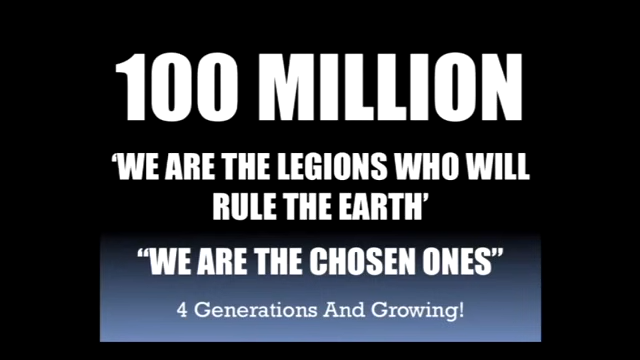 100 MILLION
‘WE ARE THE LEGIONS WHO WILL
RULE THE EARTH’
“WE ARE THE CHOSEN ONES”
4 Generations And Growing!